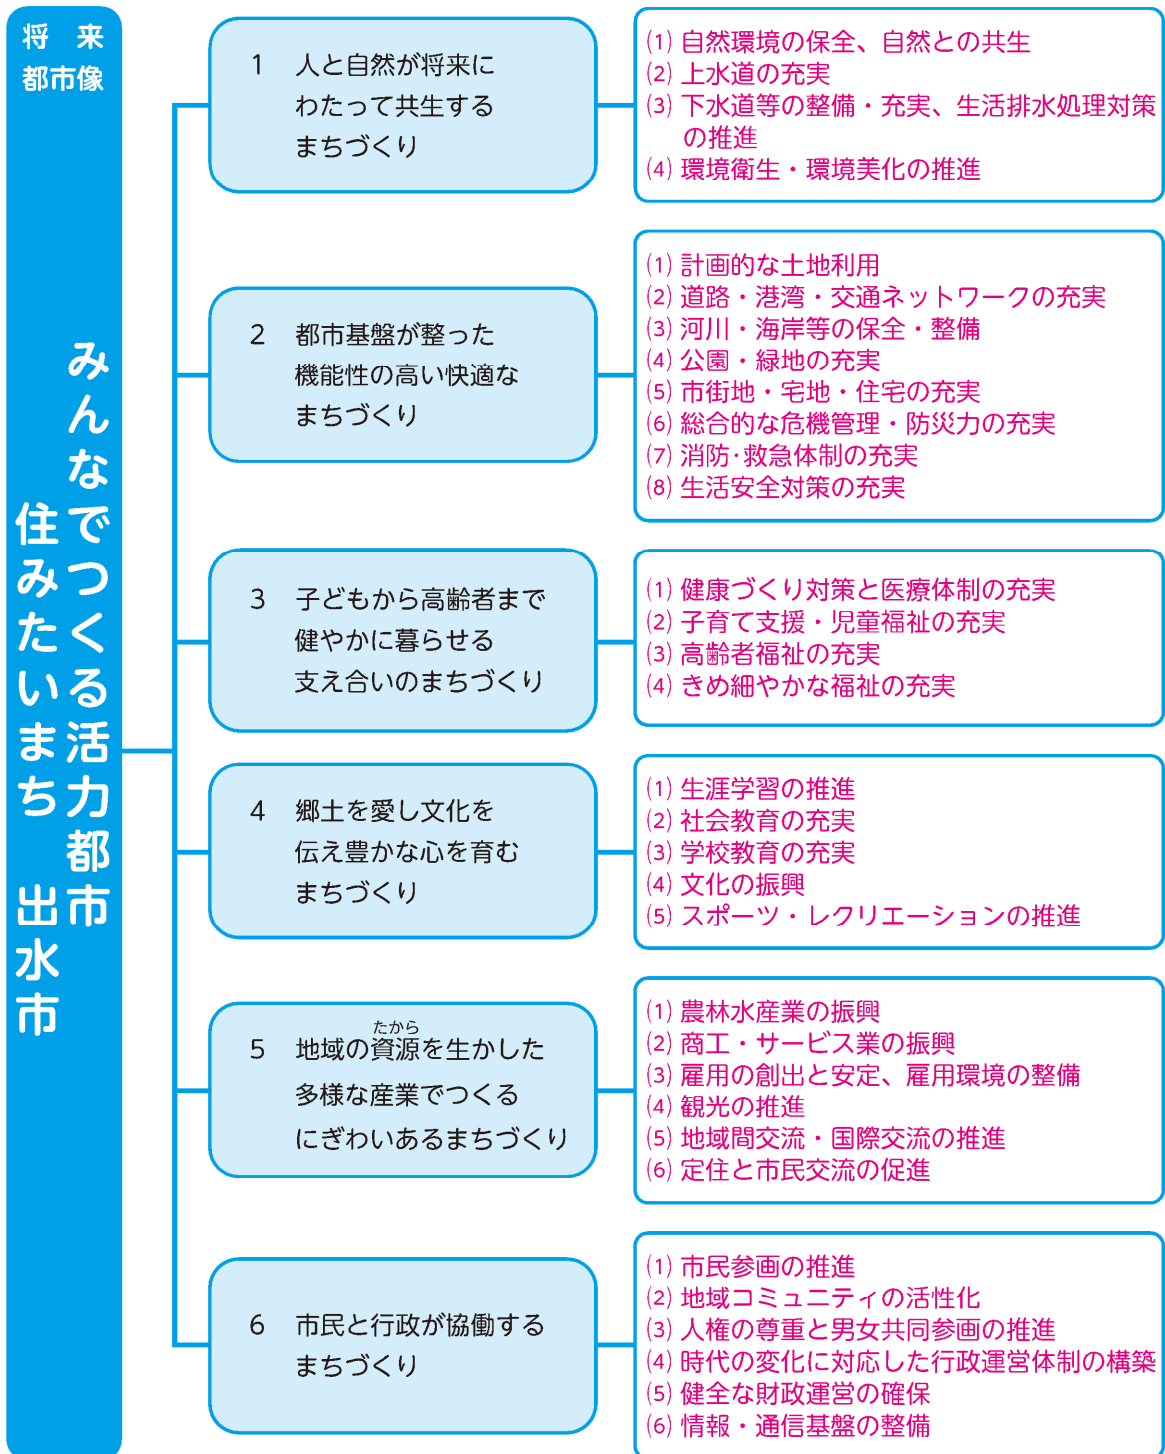 将　来
都市像
みんなでつくる活力都市
住みたいまち　出水市
1　人と自然が将来に
わたって共生する
まちづくり
(1) 自然環境の保全、自然との共生
(2) 上水道の充実
(3) 下水道等の整備・充実、生活排水処理対策
の推進
(4) 環境衛生・環境美化の推進
2　都市基盤が整った
機能性の高い快適な
まちづくり
(1) 計画的な土地利用
(2) 道路・港湾・交通ネットワークの充実
(3) 河川・海岸等の保全・整備
(4) 公園・緑地の充実
(5) 市街地・宅地・住宅の充実
(6) 総合的な危機管理・防災力の充実
(7) 消防・救急体制の充実
(8) 生活安全対策の充実
3　子どもから高齢者まで
健やかに暮らせる
支え合いのまちづくり
(1) 健康づくり対策と医療体制の充実
(2) 子育て支援・児童福祉の充実
(3) 高齢者福祉の充実
(4) きめ細やかな福祉の充実
4　郷土を愛し文化を
伝え豊かな心を育む
まちづくり
(1) 生涯学習の推進
(2) 社会教育の充実
(3) 学校教育の充実
(4) 文化の振興
(5) スポーツ・レクリエーションの推進
たから
5　地域の資源を生かした
多様な産業でつくる
にぎわいあるまちづくり
(1) 農林水産業の振興
(2) 商工・サービス業の振興
(3) 雇用の創出と安定、雇用環境の整備
(4) 観光の推進
(5) 地域間交流・国際交流の推進
(6) 定住と市民交流の促進
6　市民と行政が協働する
まちづくり
(1) 市民参画の推進
(2) 地域コミュニティの活性化
(3) 人権の尊重と男女共同参画の推進
(4) 時代の変化に対応した行政運営体制の構築
(5) 健全な財政運営の確保
(6) 情報・通信基盤の整備